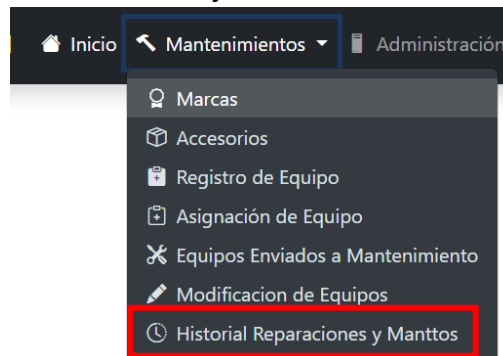 Inicio Mantenimientos Administración
Marcas
Accesorios
Registro de Equipo
Asignación de Equipo
Equipos Enviados a Mantenimiento
Modificacion de Equipos
Historial Reparaciones y Manttos